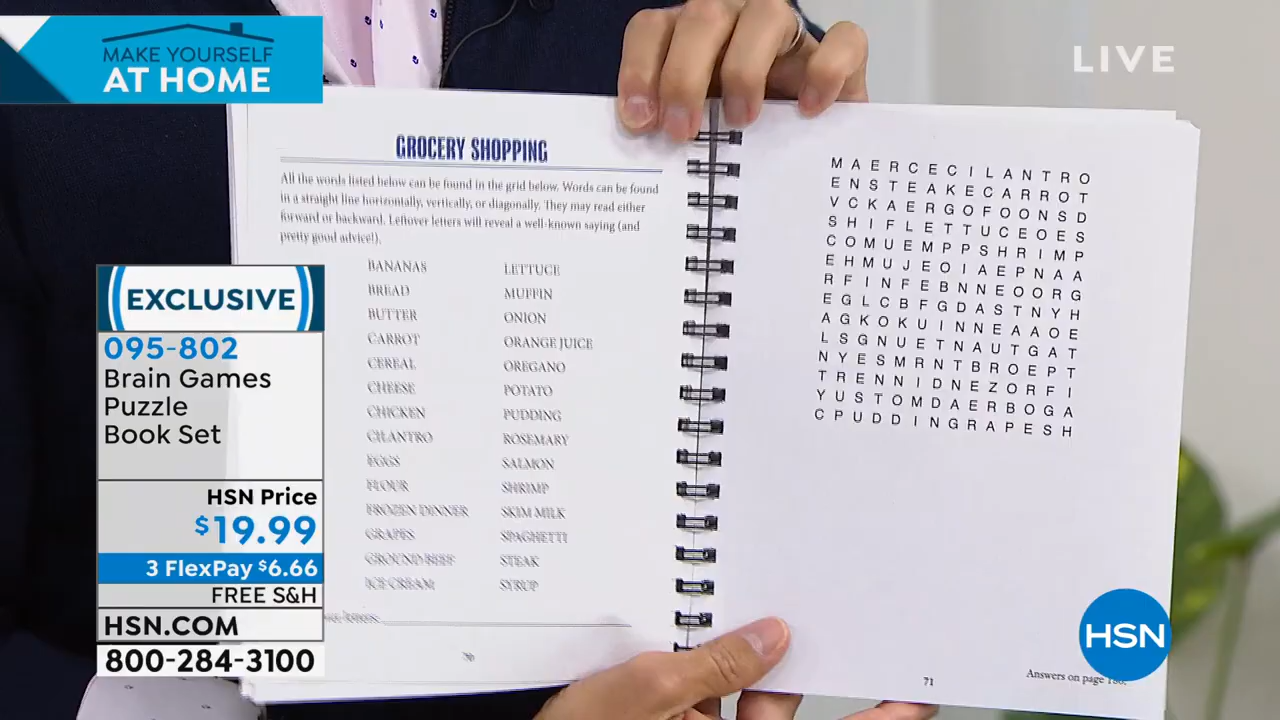 MAKE YOURSELF
AT HOME
LIVE
EXCLUSIVE
095-802
Brain Games
Puzzle
Book Set
HSN Price
$19.99
3 FlexPay $6.66
FREE S&H
HSN.COM
800-284-3100
GROCERY SHOPPING
All the words listed below can be found in the grid below. Words can be found
in a straight line horizontally, vertically, or diagonally. They may read either
forward or backward. Leftover letters will reveal a well-known saying (and
pretty good advice!).
BANANAS LETTUCE
BREAD MUFFIN
BUTTER ONION
CARROT ORANGE JUICE
CEREAL OREGANO
CHEESE POTATO
CHICKEN PUDDING
CILANTRO ROSEMARY
EGGS SALMON
FLOUR SHRIMP
FROZEN DINNER SKIM MILK
GRAPES SPAGHETTI
GROUND BEEF STEAK
ICE CREAM SYRUP
M A E R C E C I L A N T R O
E N S T E A K E C A R R O T
V C K A E R G O F O O N S D
S H I F L E T T U C E O E S
C O M U E M P P S H R I M P
E H M U J E O I A E P N A A
R F I N F E B N N E O O R G
E G L C B F G D A S T N Y H
A G K O K U I N N E A A O E
L S G N U E T N A U T G A T
N Y E S M R N T B R O E P T
T R E N N I D N E Z O R F I
Y U S T O M D A E R B O G A
C P U D D I N G R A P E S H
71
Answers on page
HSN